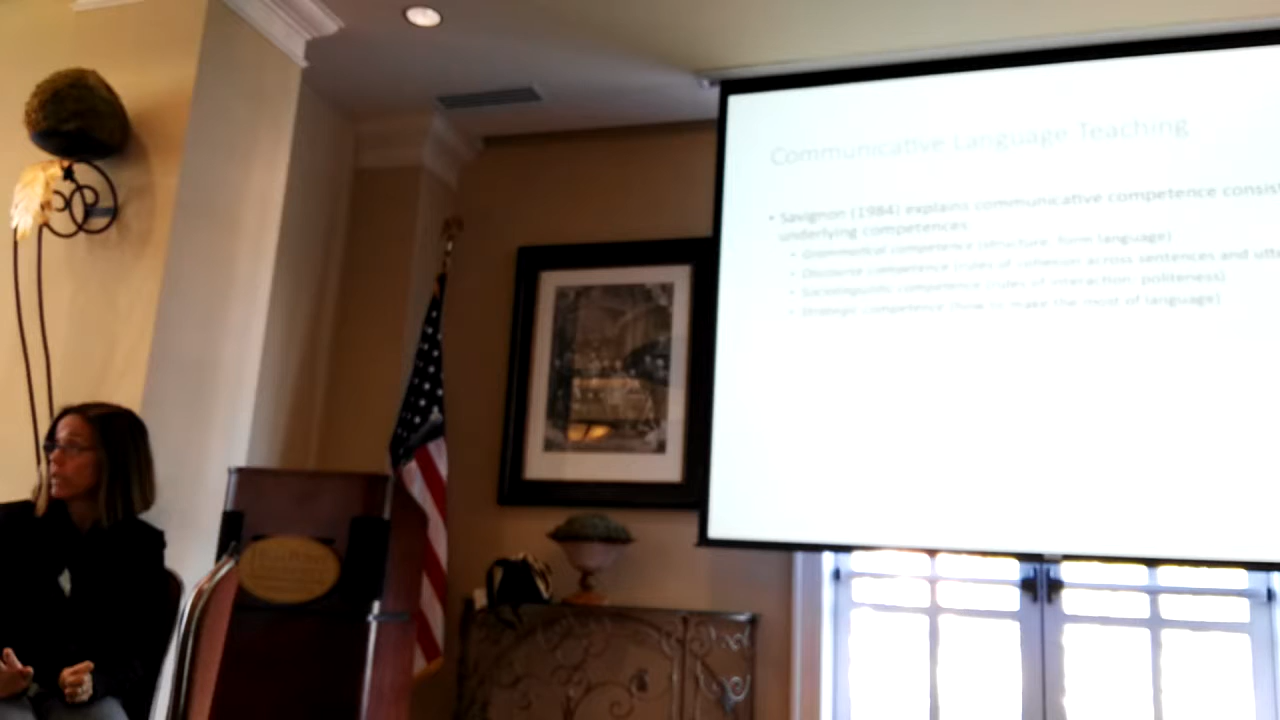 Communicative Language Teaching
• Savignon (1984) explains communicative competence consist
underlying competences
• Grammatical competence (structure, form language)
• Discourse competence (rules of cohesion across sentences and utte
• Sociolinguistic competence (rules of interaction, politeness)
• Strategic competence (how to make the most of language)